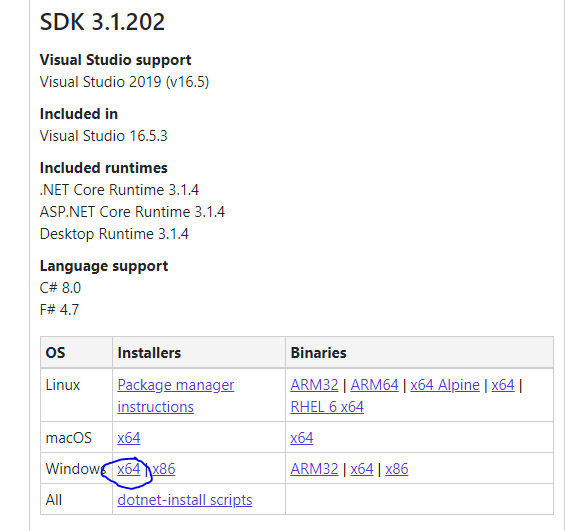 SDK 3.1.202
Visual Studio support
Visual Studio 2019 (v16.5)
Included in
Visual Studio 16.5.3
Included runtimes
.NET Core Runtime 3.1.4
ASP.NET Core Runtime 3.1.4
Desktop Runtime 3.1.4
Language support
C# 8.0
F# 4.7
OS Installers Binaries
Linux Package manager instructions ARM32 | ARM64 | x64 Alpine | x64 | RHEL 6 x64
macOS x64 x64
Windows x64 | x86 ARM32 | x64 | x86
All dotnet-install scripts